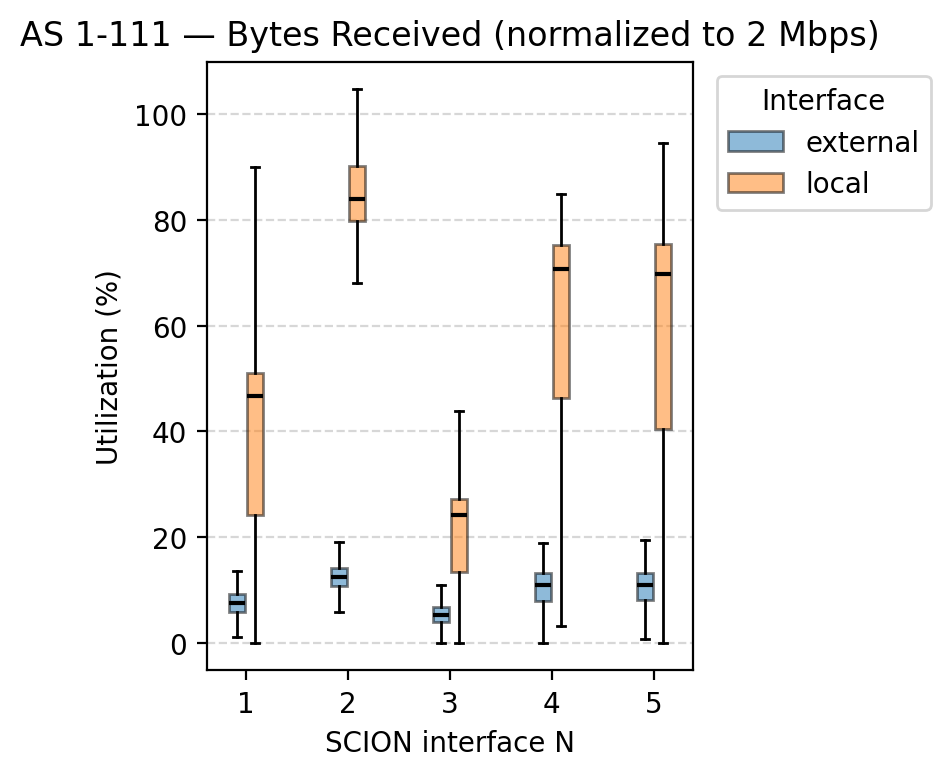 AS 1-111 — Bytes Received (normalized to 2 Mbps)
Interface
external
local
100
80
60
40
20
0
Utilization (%)
1 2 3 4 5
SCION interface N